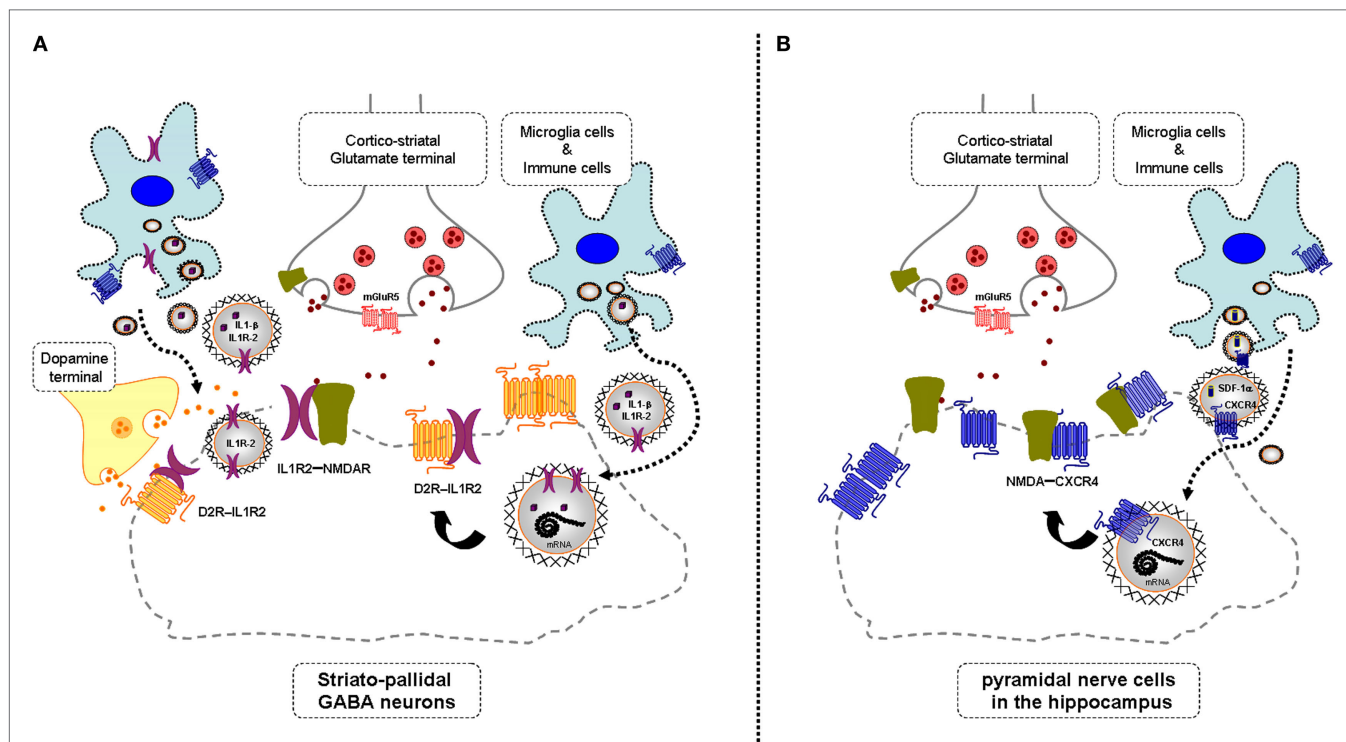 A
Cortico-striatal
Glutamate terminal
Microglia cells
&
Immune cells
mGluR5
IL1-β
IL1R-2
Dopamine
terminal
IL1R-2
IL1R2–NMDAR
D2R–IL1R2
IL1-β
IL1R-2
D2R–IL1R2
mRNA
Striato-pallidal
GABA neurons
B
Cortico-striatal
Glutamate terminal
Microglia cells
&
Immune cells
mGluR5
SDF-1α
CXCR4
NMDA–CXCR4
CXCR4
mRNA
pyramidal nerve cells
in the hippocampus